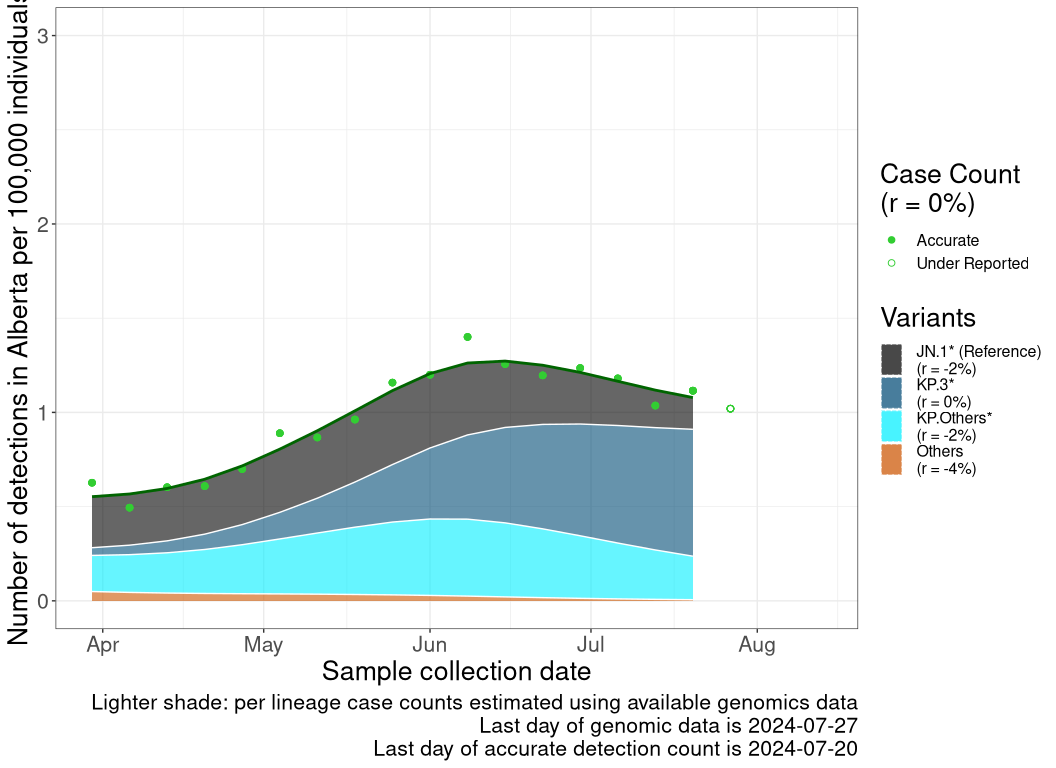 Number of detections in Alberta per 100,000 individuals
3
2
1
0
Apr
May
Jun
Jul
Aug
Sample collection date
Lighter shade: per lineage case counts estimated using available genomics data
Last day of genomic data is 2024-07-27
Last day of accurate detection count is 2024-07-20
Case Count
(r = 0%)
Accurate
Under Reported
Variants
JN.1* (Reference)
(r = -2%)
KP.3*
(r = 0%)
KP.Others*
(r = -2%)
Others
(r = -4%)